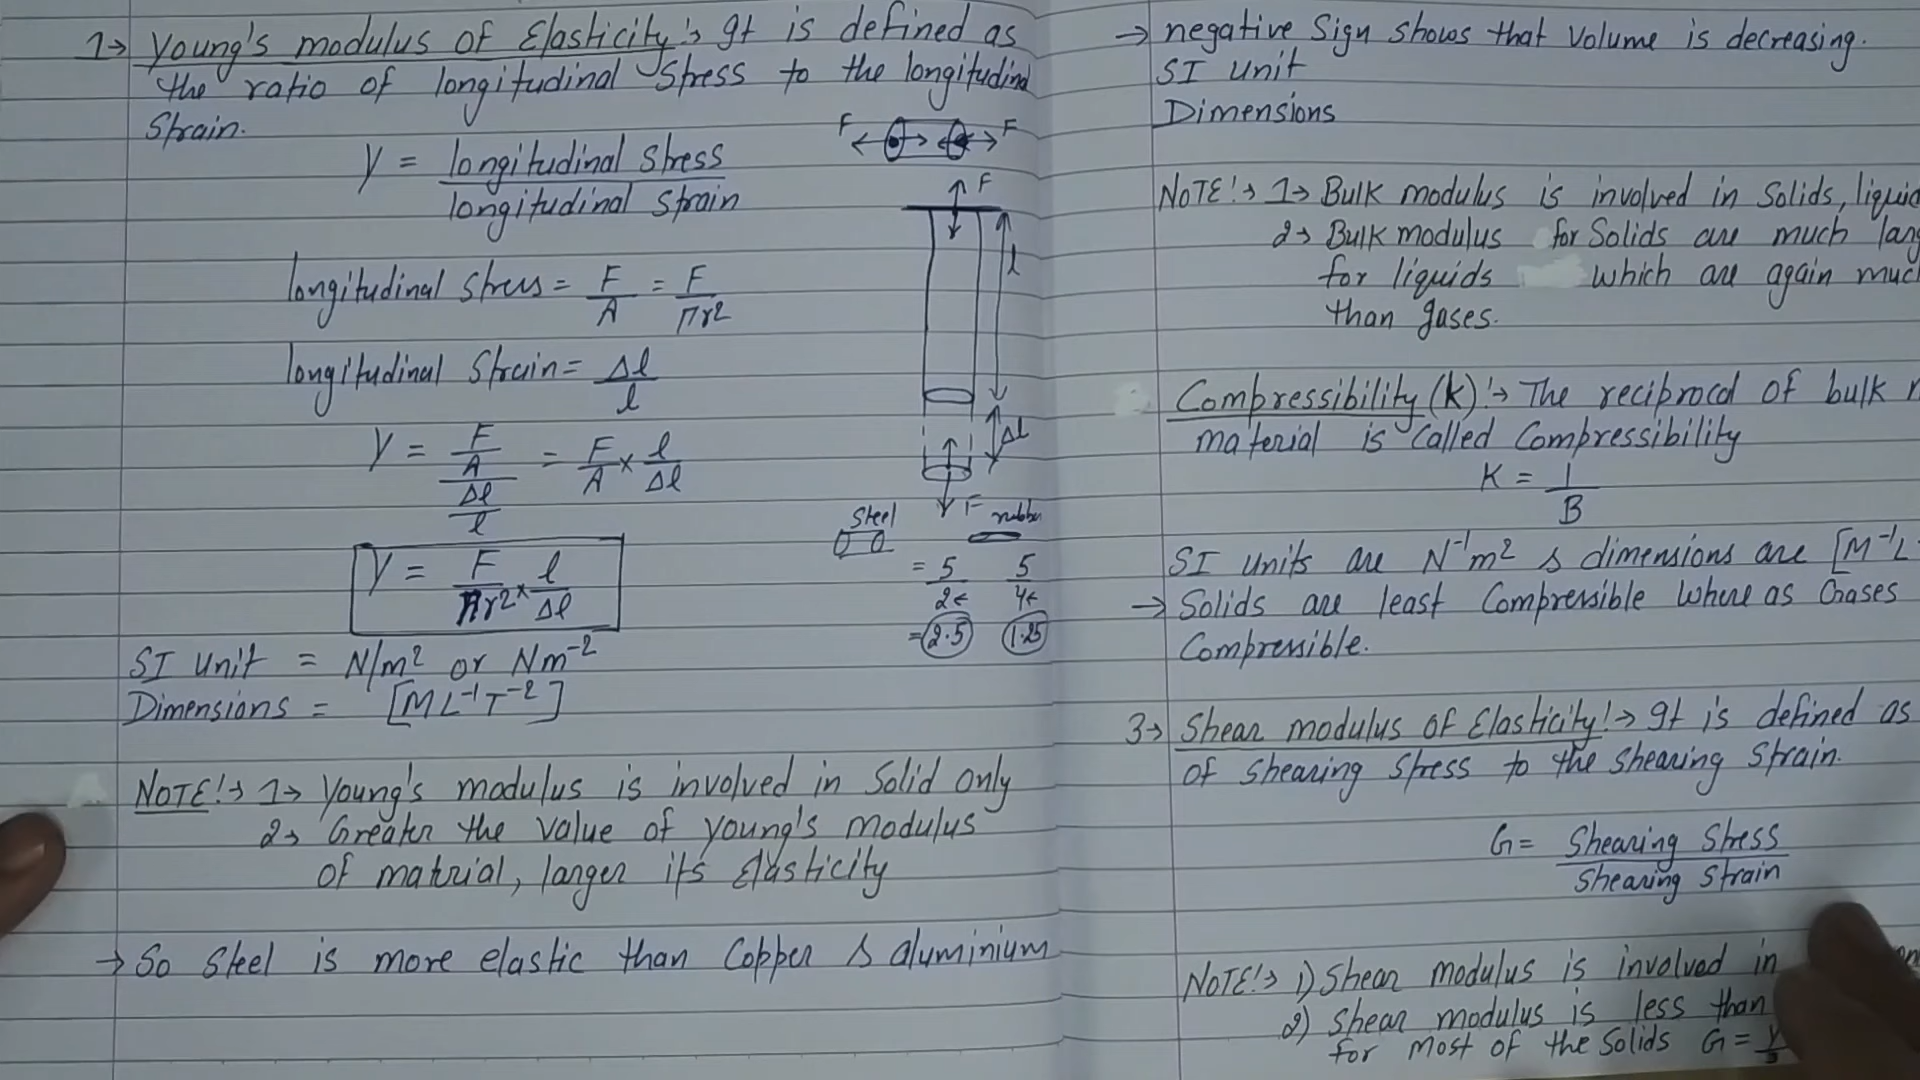 1→ Young's modulus of Elasticity :→ It is defined as
the ratio of longitudinal stress to the longitudinal
Strain.
Y = longitudinal stress
longitudinal strain
F F
F
longitudinal stress = F/A = F/πr2
l
longitudinal Strain = Δl/l
Y = F/A / Δl/l = F/A × l/Δl
Δl
F
Steel rubber
Y = F/πr2 × l/Δl
= 5/2← 5/4←
= 2.5 1.25
SI unit = N/m2 or Nm-2
Dimensions = [ML-1T-2]
NOTE!→ 1→ Young's modulus is involved in Solid only
2→ Greater the value of young's modulus
of material, larger its Elasticity
→ So Steel is more elastic than Copper & aluminium
→ negative Sign shows that volume is decreasing.
SI unit
Dimensions
NOTE!→ 1→ Bulk modulus is involved in Solids,
2→ Bulk modulus for Solids are much
for liquids which are again much
than gases.
Compressibility (k)!→ The reciprocal of bulk
material is called Compressibility
K = 1/B
SI units are N-1m2 & dimensions are [M-1L
→ Solids are least Compressible where as Gases
Compressible.
3→ Shear modulus of Elasticity!→ It is defined as
of shearing stress to the shearing strain.
G = Shearing Stress
Shearing Strain
NOTE!→ 1) Shear modulus is involved in
2) Shear modulus is less than
for most of the Solids G = Y/3